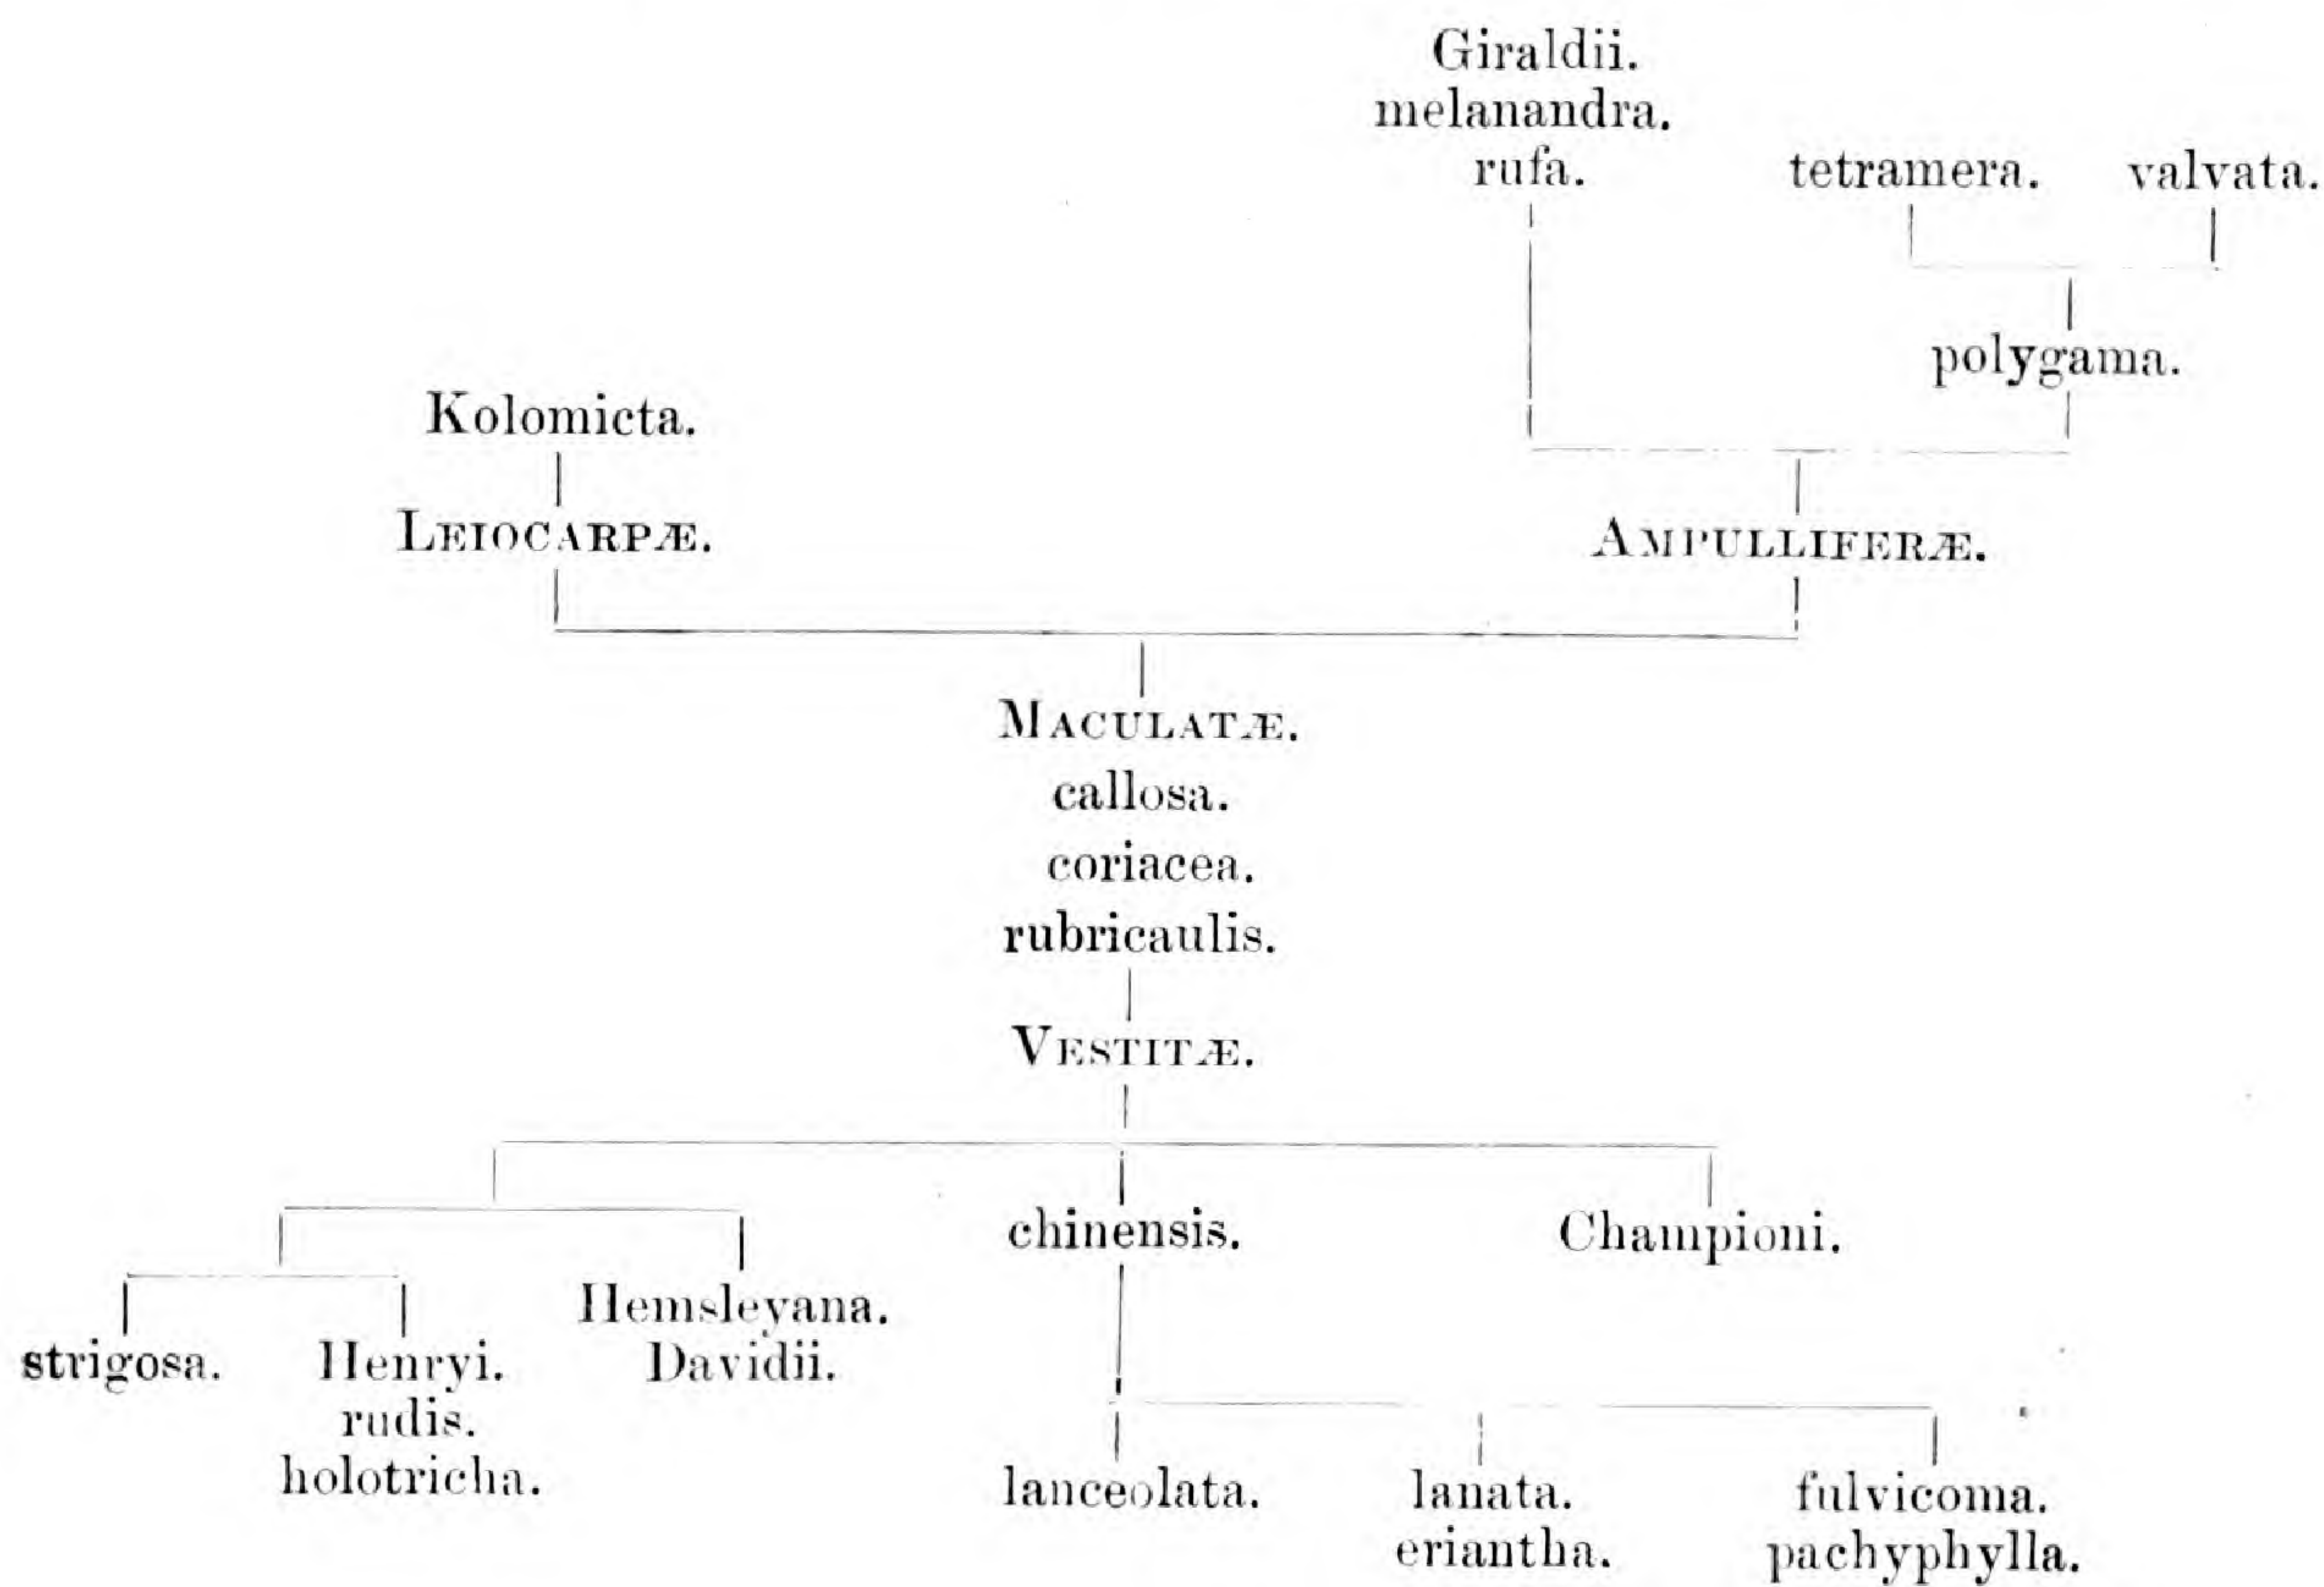 Giraldii.
melanandra.
rufa. tetramera. valvata.
polygama.
Kolomicta.
LEIOCARPÆ. AMPULLIFERÆ.
MACULATÆ.
callosa.
coriacea.
rubricaulis.
VESTITÆ.
chinensis. Championi.
Hemsleyana.
strigosa. Henryi. Davidii.
rudis.
holotricha.
lanceolata. lanata. fulvicoma.
eriantha. pachyphylla.